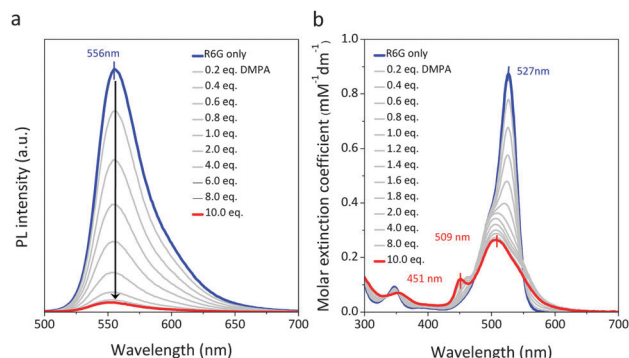 a
PL intensity (a.u.)
556nm
R6G only
0.2 eq. DMPA
0.4 eq.
0.6 eq.
0.8 eq.
1.0 eq.
2.0 eq.
4.0 eq.
6.0 eq.
8.0 eq.
10.0 eq.
500 550 600 650 700
Wavelength (nm)
b
Molar extinction coefficient (mM⁻¹dm⁻¹)
1.0
0.8
0.6
0.4
0.2
0.0
R6G only
0.2 eq. DMPA
0.4 eq.
0.6 eq.
0.8 eq.
1.0 eq.
1.2 eq.
1.4 eq.
1.6 eq.
1.8 eq.
2.0 eq.
4.0 eq.
8.0 eq.
10.0 eq.
527nm
509 nm
451 nm
300 400 500 600 700
Wavelength (nm)